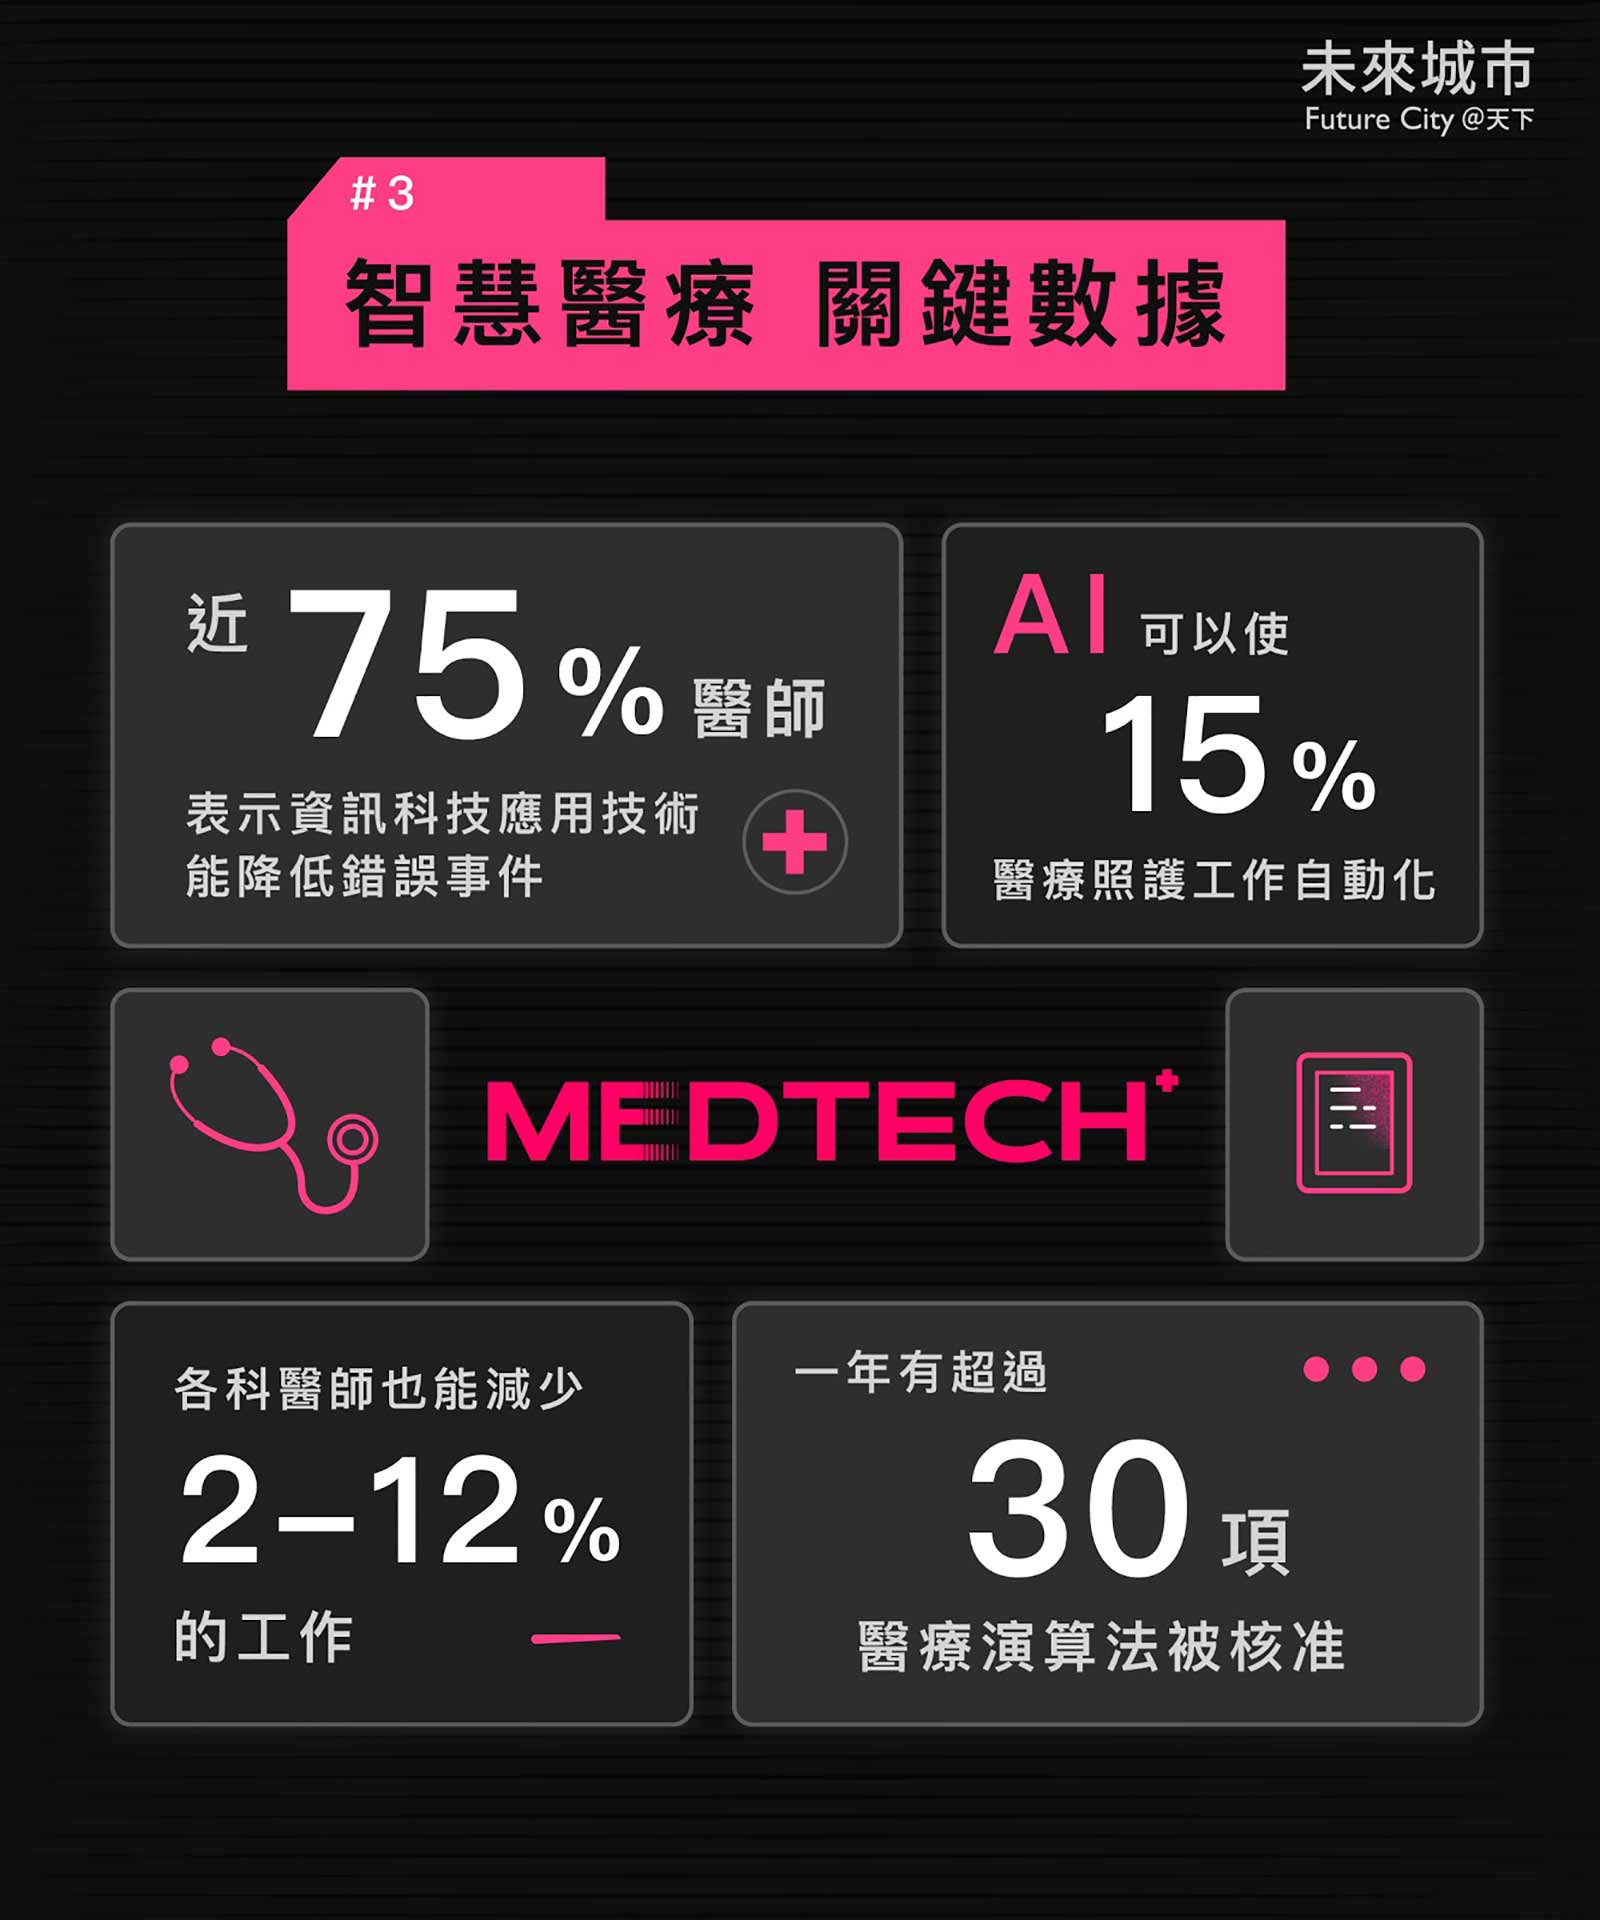 未來城市
Future City @天下
#3
智慧醫療 關鍵數據
近 75% 醫師
表示資訊科技應用技術
能降低錯誤事件
AI 可以使
15%
醫療照護工作自動化
MEDTECH+
各科醫師也能減少
2–12%
的工作
一年有超過
30 項
醫療演算法被核准